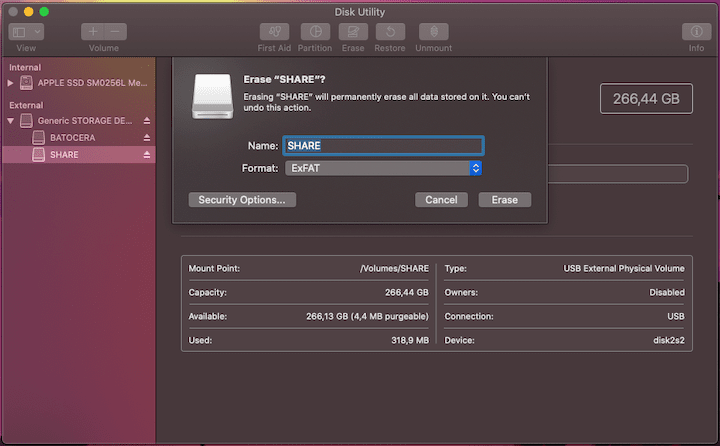 Disk Utility
View
Volume
First Aid
Partition
Erase
Restore
Unmount
Info
Internal
APPLE SSD SM0256L Me...
External
Generic STORAGE DE...
BATOCERA
SHARE
Erase “SHARE”?
Erasing “SHARE” will permanently erase all data stored on it. You can’t
undo this action.
Name: SHARE
Format: ExFAT
Security Options...
Cancel
Erase
266,44 GB
Mount Point: /Volumes/SHARE
Capacity: 266,44 GB
Available: 266,13 GB (4,4 MB purgeable)
Used: 318,9 MB
Type: USB External Physical Volume
Owners: Disabled
Connection: USB
Device: disk2s2